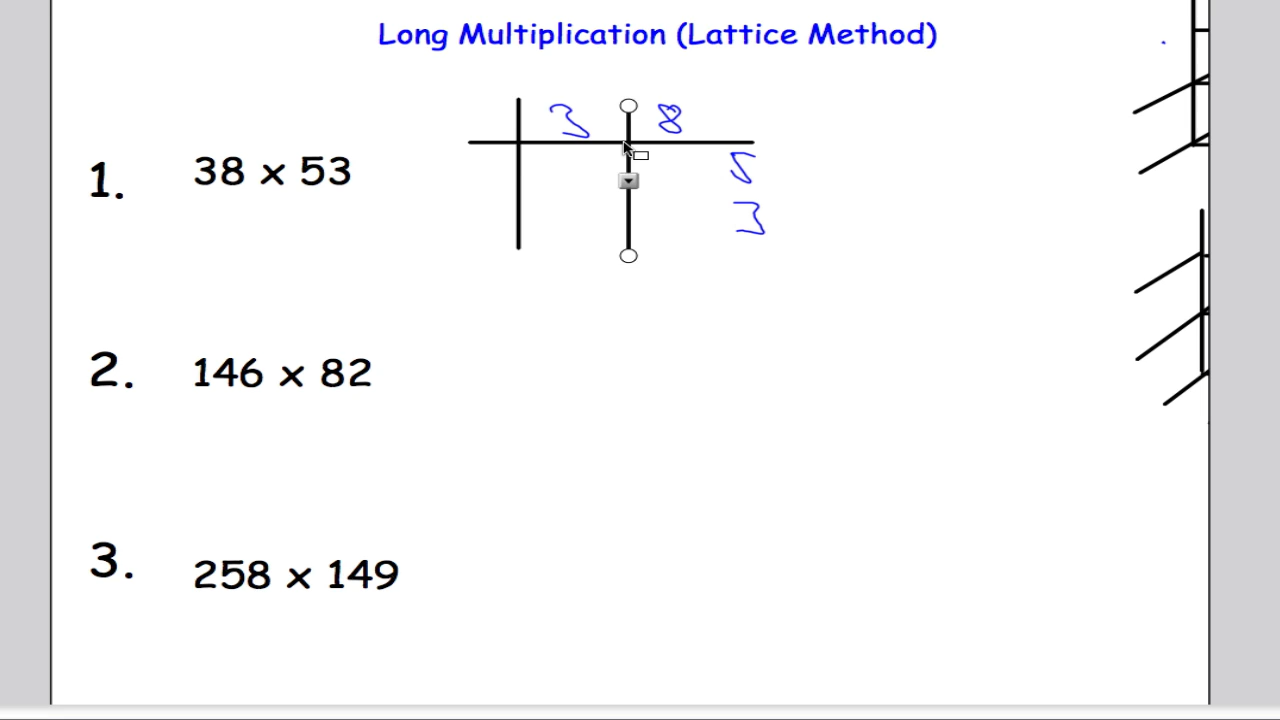 Long Multiplication (Lattice Method)
3 8
1. 38 x 53
5
3
2. 146 x 82
3. 258 x 149